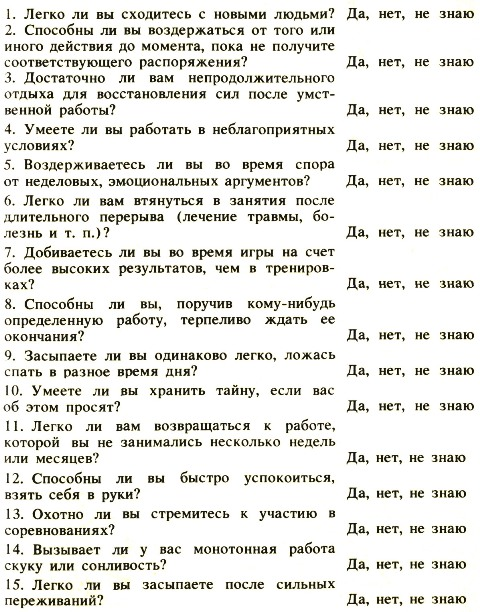 1. Легко ли вы сходитесь с новыми людьми? Да, нет, не знаю
2. Способны ли вы воздержаться от того или
иного действия до момента, пока не получите
соответствующего распоряжения? Да, нет, не знаю
3. Достаточно ли вам непродолжительного
отдыха для восстановления сил после умст-
венной работы? Да, нет, не знаю
4. Умеете ли вы работать в неблагоприятных
условиях? Да, нет, не знаю
5. Воздерживаетесь ли вы во время спора
от неделовых, эмоциональных аргументов? Да, нет, не знаю
6. Легко ли вам втянуться в занятия после
длительного перерыва (лечение травмы, бо-
лезнь и т. п.)? Да, нет, не знаю
7. Добиваетесь ли вы во время игры на счет
более высоких результатов, чем в трениров-
ках? Да, нет, не знаю
8. Способны ли вы, поручив кому-нибудь
определенную работу, терпеливо ждать ее
окончания? Да, нет, не знаю
9. Засыпаете ли вы одинаково легко, ложась
спать в разное время дня? Да, нет, не знаю
10. Умеете ли вы хранить тайну, если вас
об этом просят? Да, нет, не знаю
11. Легко ли вам возвращаться к работе,
которой вы не занимались несколько недель
или месяцев? Да, нет, не знаю
12. Способны ли вы быстро успокоиться,
взять себя в руки? Да, нет, не знаю
13. Охотно ли вы стремитесь к участию в
соревнованиях? Да, нет, не знаю
14. Вызывает ли у вас монотонная работа
скуку или сонливость? Да, нет, не знаю
15. Легко ли вы засыпаете после сильных
переживаний? Да, нет, не знаю